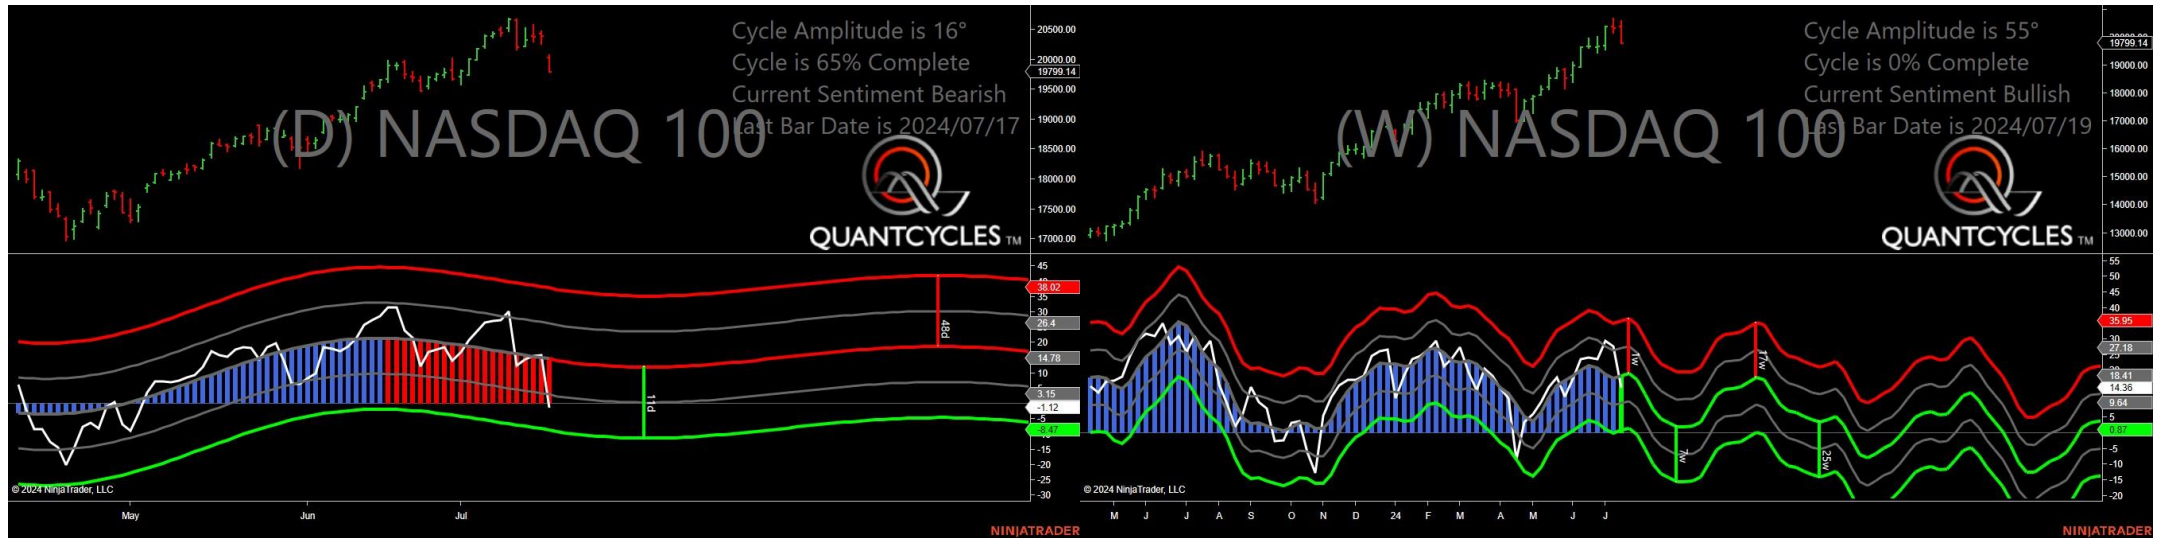 Cycle Amplitude is 16°
Cycle is 65% Complete
Current Sentiment Bearish
Last Bar Date is 2024/07/17
(D) NASDAQ 100
QUANTCYCLES TM
20500.00
20000.00
19799.14
19500.00
19000.00
18500.00
18000.00
17500.00
17000.00
45
38.02
35
30
26.4
20
14.78
10
3.15
-1.12
-5
-8.47
-15
-20
-25
-30
48d
11d
© 2024 NinjaTrader, LLC
May
Jun
Jul
NINJATRADER
Cycle Amplitude is 55°
Cycle is 0% Complete
Current Sentiment Bullish
Last Bar Date is 2024/07/19
(W) NASDAQ 100
QUANTCYCLES TM
19799.14
19000.00
18000.00
17000.00
16000.00
15000.00
14000.00
13000.00
55
50
45
40
35.95
27.18
18.41
14.36
9.64
5
0.87
-5
-10
-15
-20
1w
17w
7w
25w
© 2024 NinjaTrader, LLC
M J J A S O N D 24 F M A M J J
NINJATRADER